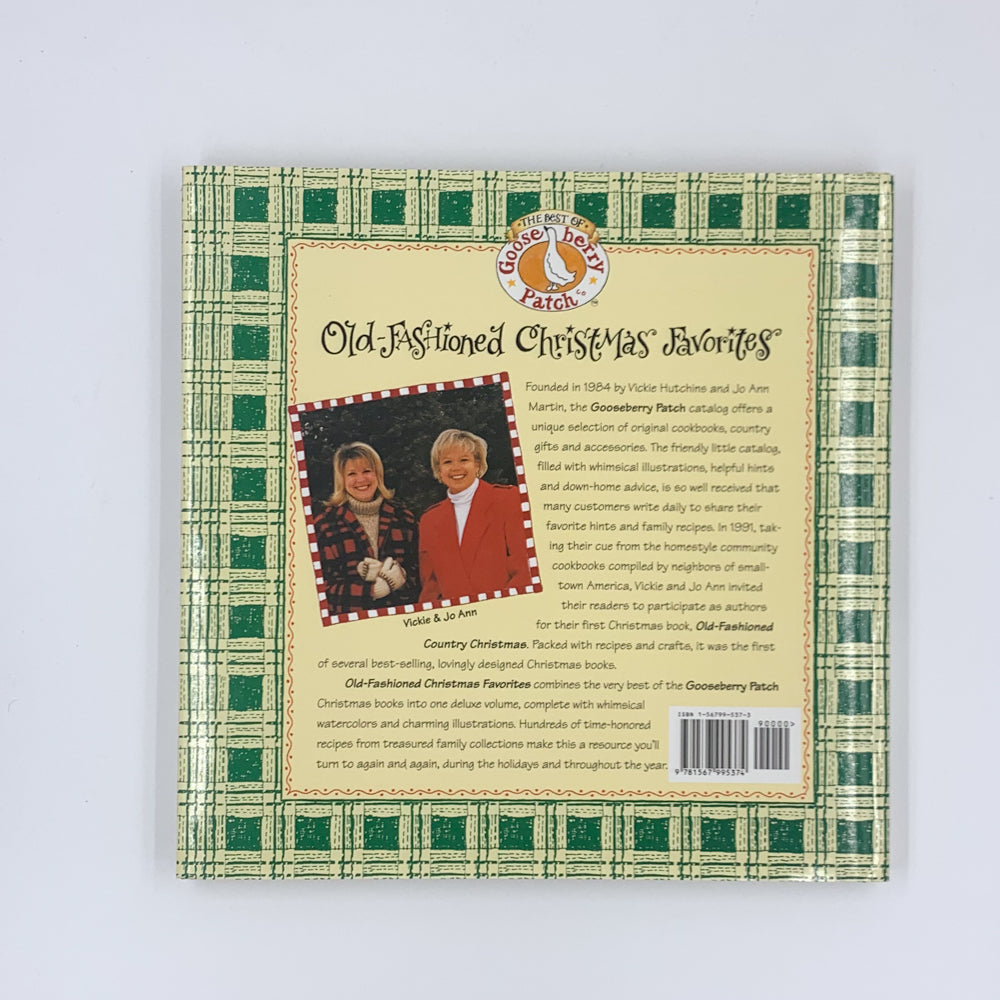 THE BEST OF
Gooseberry
Patch Co
TM
Old-Fashioned Christmas Favorites
Founded in 1984 by Vickie Hutchins and Jo Ann
Martin, the Gooseberry Patch catalog offers a
unique selection of original cookbooks, country
gifts and accessories. The friendly little catalog,
filled with whimsical illustrations, helpful hints
and down-home advice, is so well received that
many customers write daily to share their
favorite hints and family recipes. In 1991, tak-
ing their cue from the homestyle community
cookbooks compiled by neighbors of small-
town America, Vickie and Jo Ann invited
their readers to participate as authors
for their first Christmas book, Old-Fashioned
Country Christmas. Packed with recipes and crafts, it was the first
of several best-selling, lovingly designed Christmas books.
Vickie & Jo Ann
Old-Fashioned Christmas Favorites combines the very best of the Gooseberry Patch
Christmas books into one deluxe volume, complete with whimsical
watercolors and charming illustrations. Hundreds of time-honored
recipes from treasured family collections make this a resource you'll
turn to again and again, during the holidays and throughout the year.
ISBN 1-56799-537-3
90000>
9 781567 995374